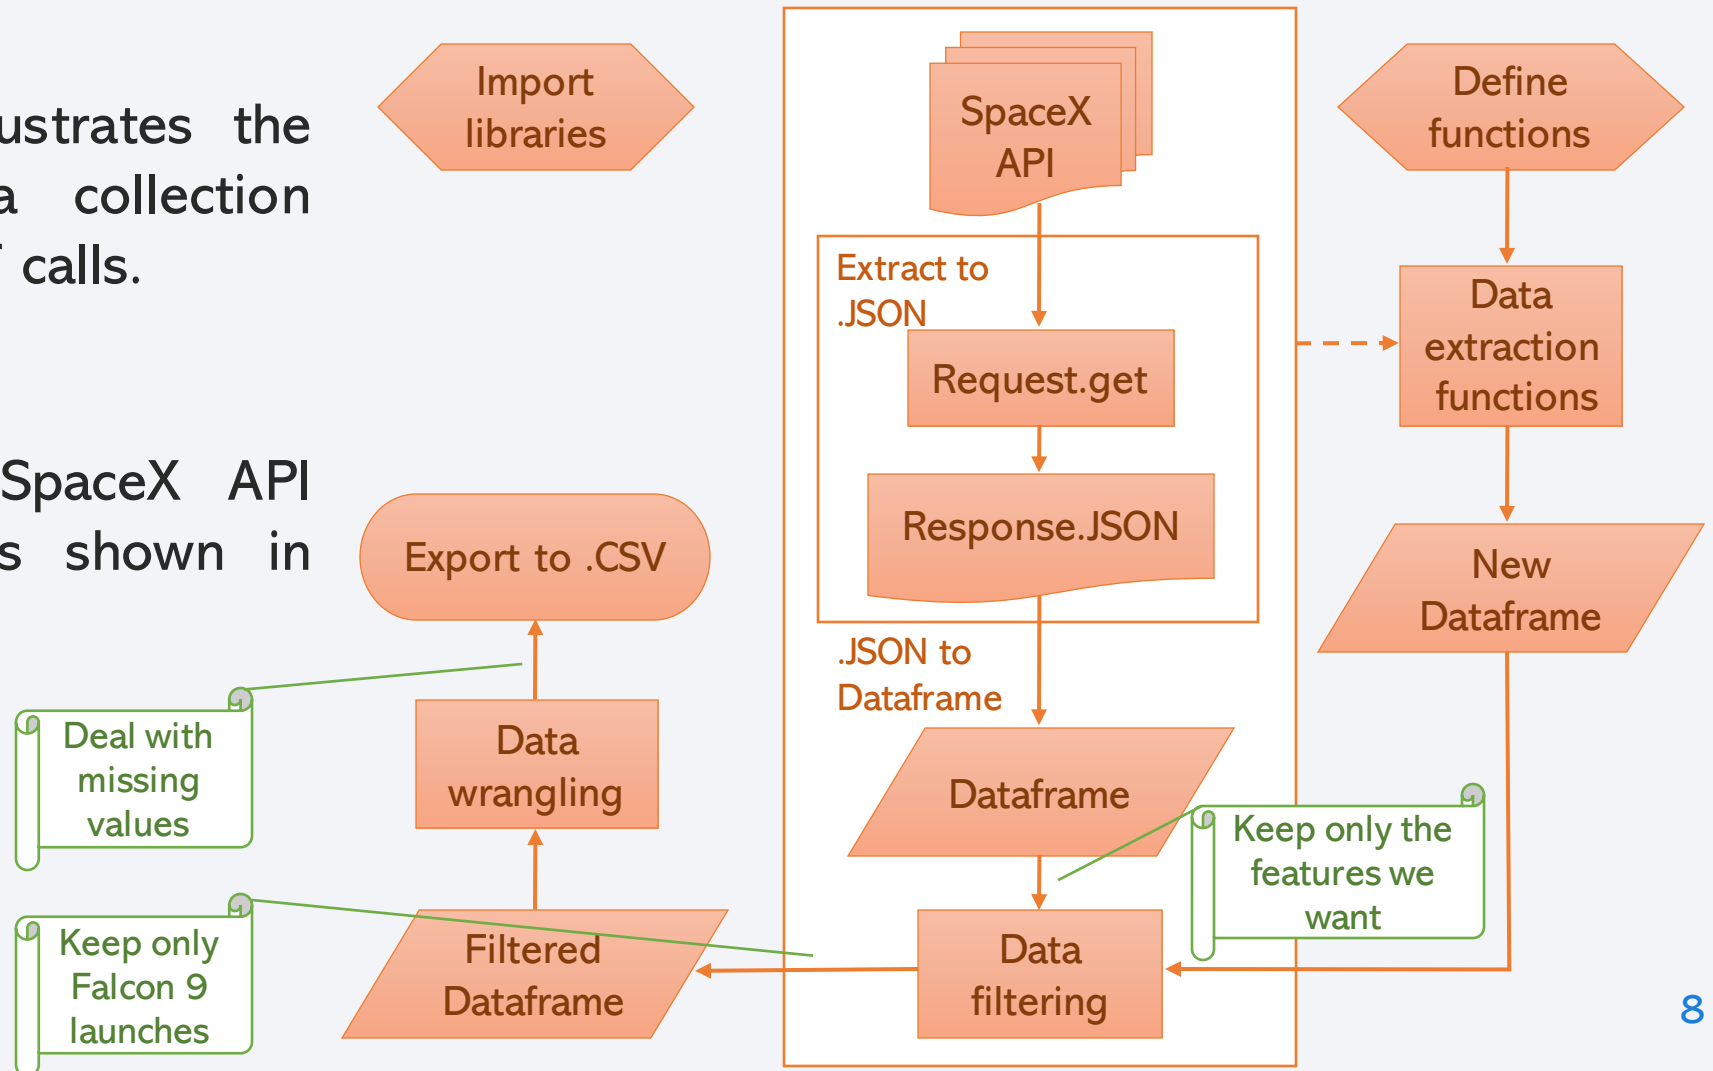 ustrates the
a collection
calls.
SpaceX API
s shown in
Import
libraries
SpaceX
API
Define
functions
Extract to
.JSON
Request.get
Response.JSON
Data
extraction
functions
New
Dataframe
.JSON to
Dataframe
Dataframe
Keep only the
features we
want
Data
filtering
Export to .CSV
Data
wrangling
Filtered
Dataframe
Deal with
missing
values
Keep only
Falcon 9
launches
8